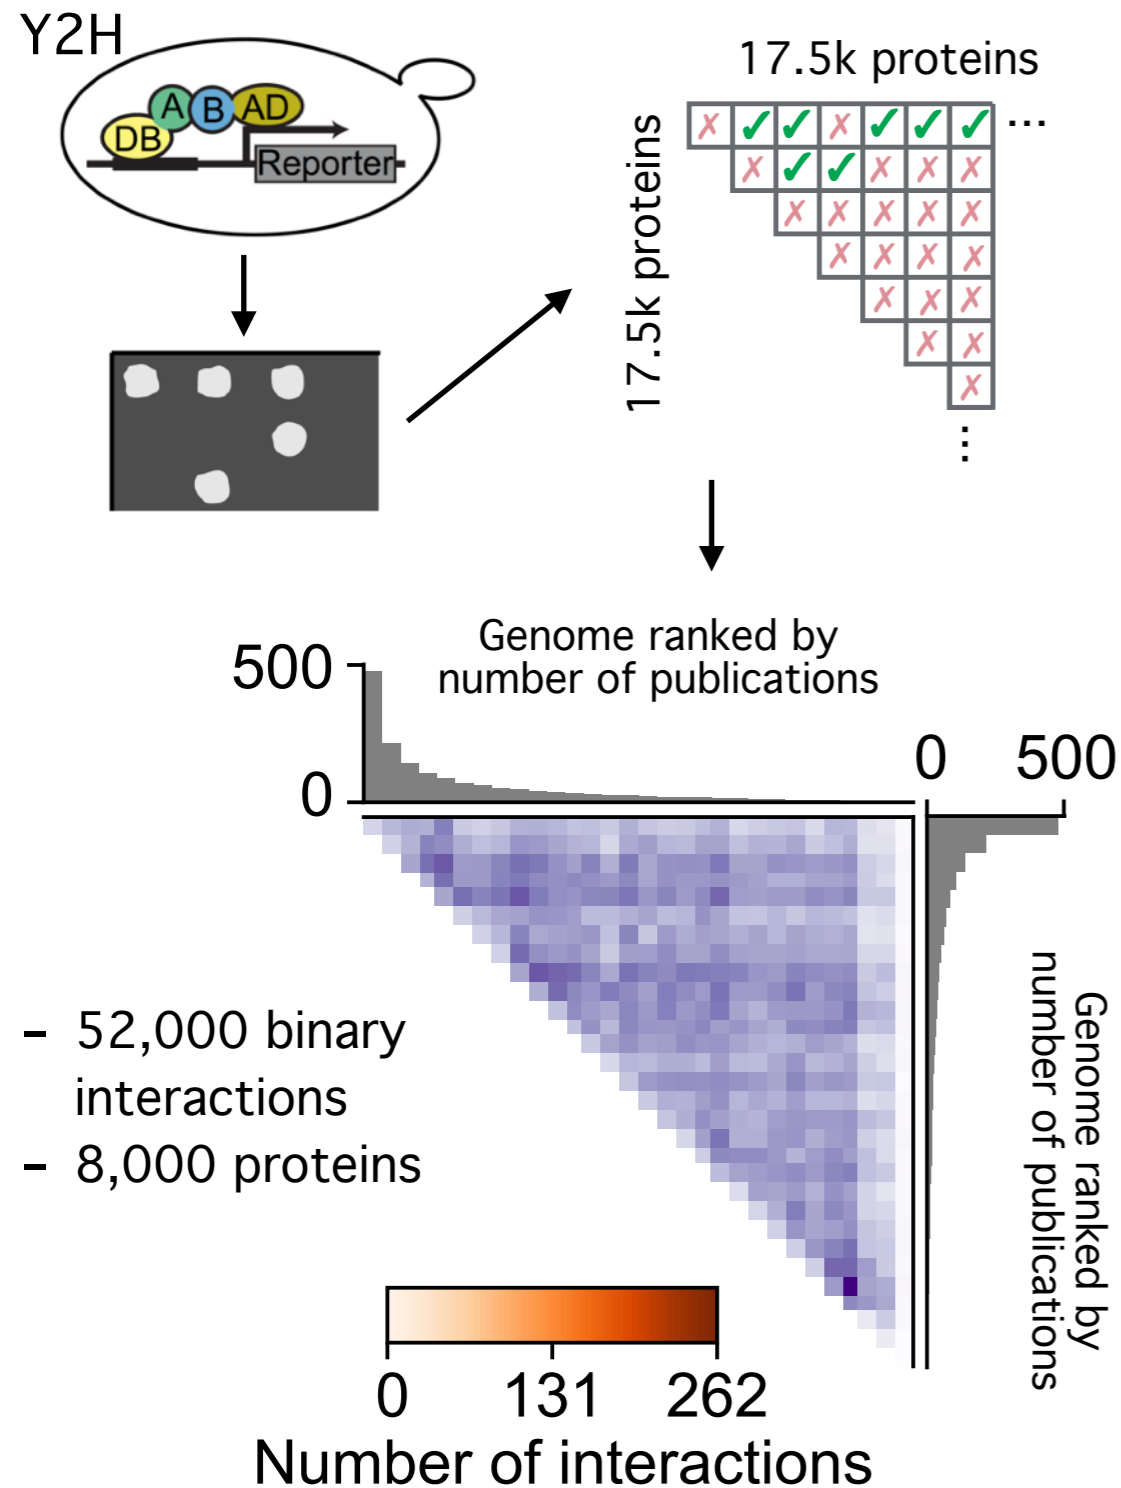 Y2H
A B AD
DB
Reporter
17.5k proteins
17.5k proteins
✗ ✓ ✓ ✗ ✓ ✓ ✓ ...
✗ ✓ ✓ ✗ ✗ ✗
✗ ✗ ✗ ✗ ✗
✗ ✗ ✗ ✗
✗ ✗ ✗
✗ ✗
✗
...
Genome ranked by
number of publications
500
0
0 500
Genome ranked by
number of publications
- 52,000 binary
interactions
- 8,000 proteins
0 131 262
Number of interactions